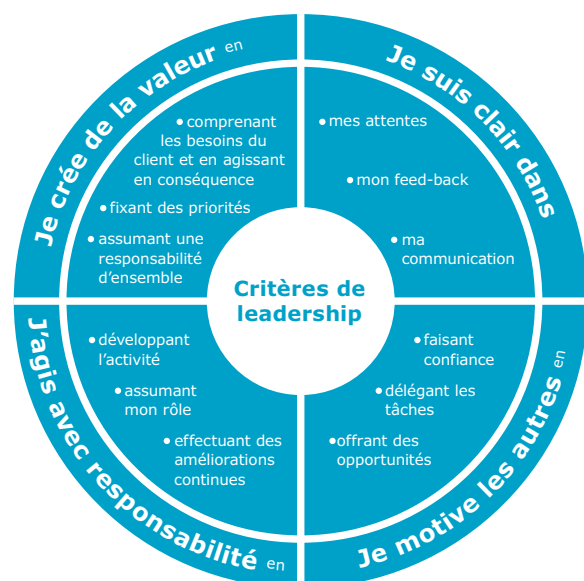 Je crée de la valeur en
• comprenant
les besoins du
client et en agissant
en conséquence
• fixant des priorités
• assumant une
responsabilité
d’ensemble
Je suis clair dans
• mes attentes
• mon feed-back
• ma
communication
Critères de
leadership
J’agis avec responsabilité en
• développant
l’activité
• assumant
mon rôle
• effectuant des
améliorations
continues
Je motive les autres en
• faisant
confiance
• délégant les
tâches
• offrant des
opportunités